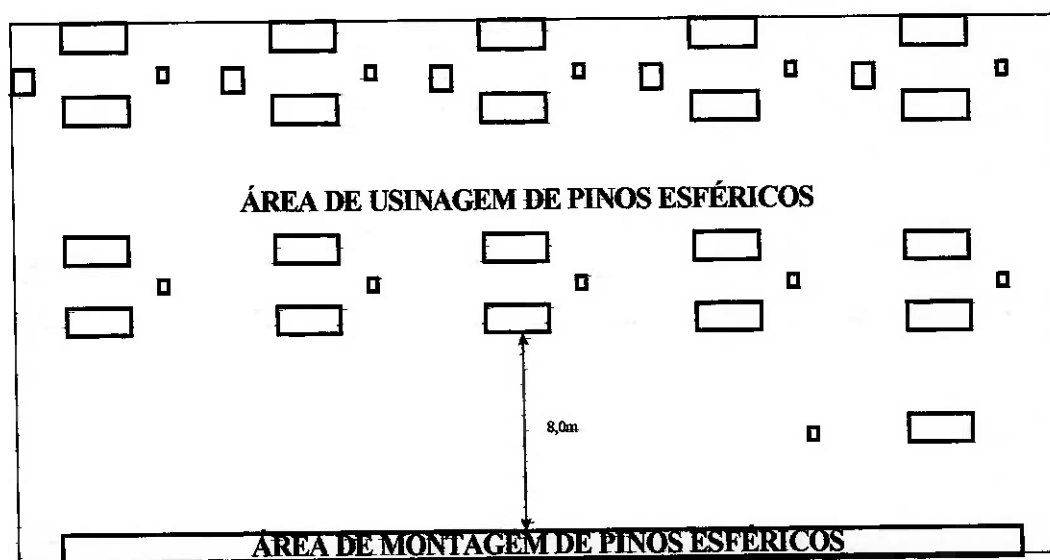 ÁREA DE USINAGEM DE PINOS ESFÉRICOS
8,0m
ÁREA DE MONTAGEM DE PINOS ESFÉRICOS